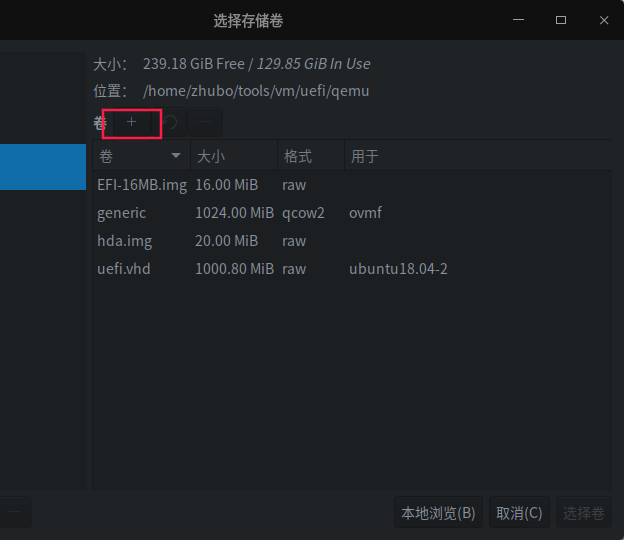 选择存储卷
大小： 239.18 GiB Free / 129.85 GiB In Use
位置： /home/zhubo/tools/vm/uefi/qemu
卷
卷 大小 格式 用于
EFI-16MB.img 16.00 MiB raw
generic 1024.00 MiB qcow2 ovmf
hda.img 20.00 MiB raw
uefi.vhd 1000.80 MiB raw ubuntu18.04-2
本地浏览(B) 取消(C) 选择卷